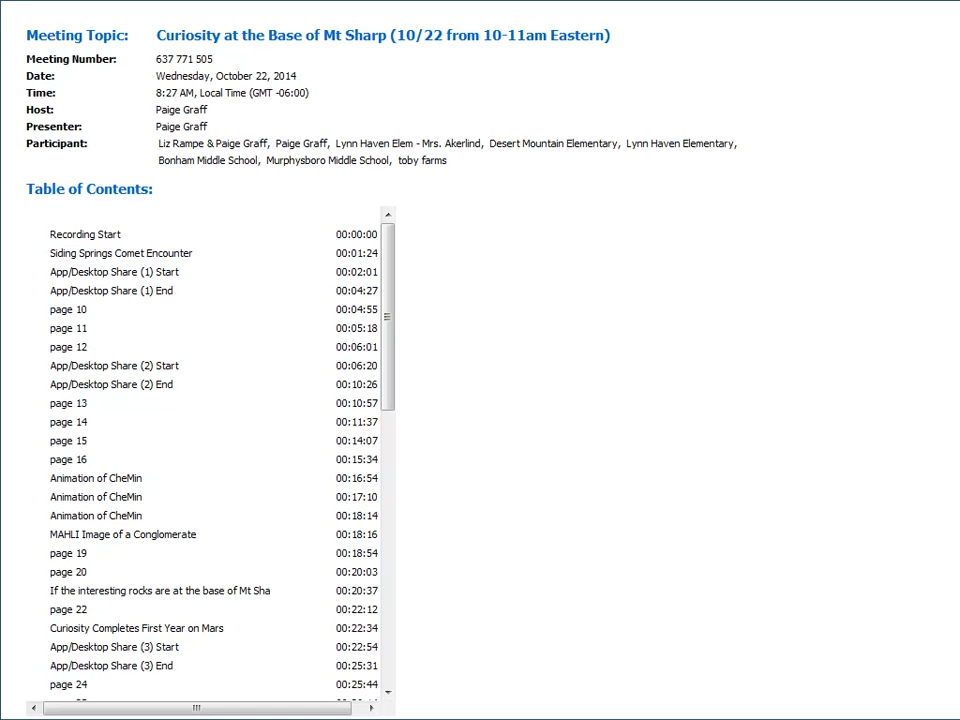 Meeting Topic: Curiosity at the Base of Mt Sharp (10/22 from 10-11am Eastern)
Meeting Number: 637 771 505
Date: Wednesday, October 22, 2014
Time: 8:27 AM, Local Time (GMT -06:00)
Host: Paige Graff
Presenter: Paige Graff
Participant: Liz Rampe & Paige Graff, Paige Graff, Lynn Haven Elem - Mrs. Akerlind, Desert Mountain Elementary, Lynn Haven Elementary,
Bonham Middle School, Murphysboro Middle School, toby farms
Table of Contents:
Recording Start 00:00:00
Siding Springs Comet Encounter 00:01:24
App/Desktop Share (1) Start 00:02:01
App/Desktop Share (1) End 00:04:27
page 10 00:04:55
page 11 00:05:18
page 12 00:06:01
App/Desktop Share (2) Start 00:06:20
App/Desktop Share (2) End 00:10:26
page 13 00:10:57
page 14 00:11:37
page 15 00:14:07
page 16 00:15:34
Animation of CheMin 00:16:54
Animation of CheMin 00:17:10
Animation of CheMin 00:18:14
MAHLI Image of a Conglomerate 00:18:16
page 19 00:18:54
page 20 00:20:03
If the interesting rocks are at the base of Mt Sha 00:20:37
page 22 00:22:12
Curiosity Completes First Year on Mars 00:22:34
App/Desktop Share (3) Start 00:22:54
App/Desktop Share (3) End 00:25:31
page 24 00:25:44